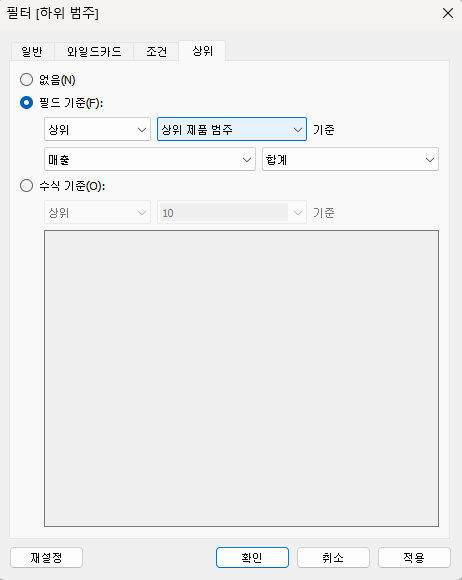 필터 [하위 범주]
일반 와일드카드 조건 상위
없음(N)
필드 기준(F):
상위 상위 제품 범주 기준
매출 합계
수식 기준(O):
상위 10 기준
재설정 확인 취소 적용